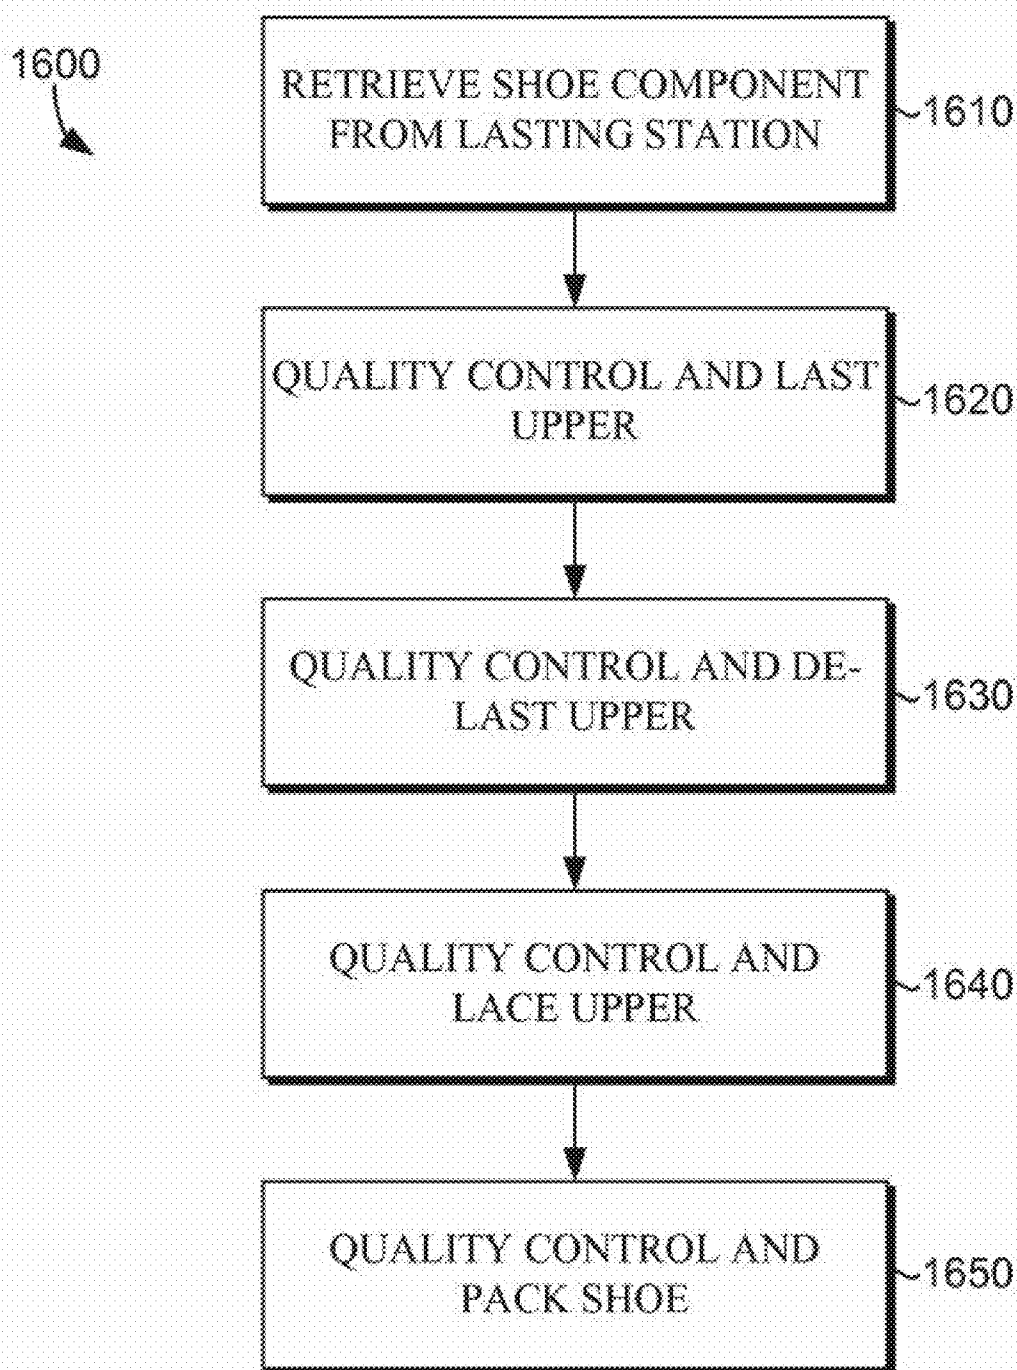 1600
RETRIEVE SHOE COMPONENT
FROM LASTING STATION
1610
QUALITY CONTROL AND LAST
UPPER
1620
QUALITY CONTROL AND DE-
LAST UPPER
1630
QUALITY CONTROL AND
LACE UPPER
1640
QUALITY CONTROL AND
PACK SHOE
1650